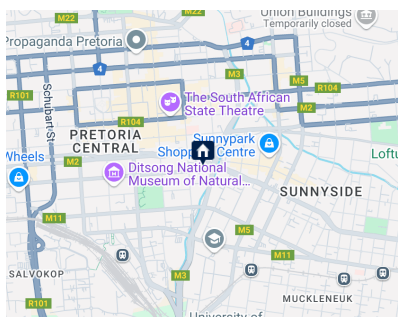 M22
Union Buildings
Temporarily closed
Propaganda Pretoria
4
M3
4
M5
R104
R101
M2
R104
The South African
State Theatre
Schubart St
PRETORIA
CENTRAL
Sunnypark
Shopp Centre
Loftu
Wheels
M2
Ditsong National
Museum of Natural...
SUNNYSIDE
M11
M5
M11
SALVOKOP
M3
R101
MUCKLENEUK
University of